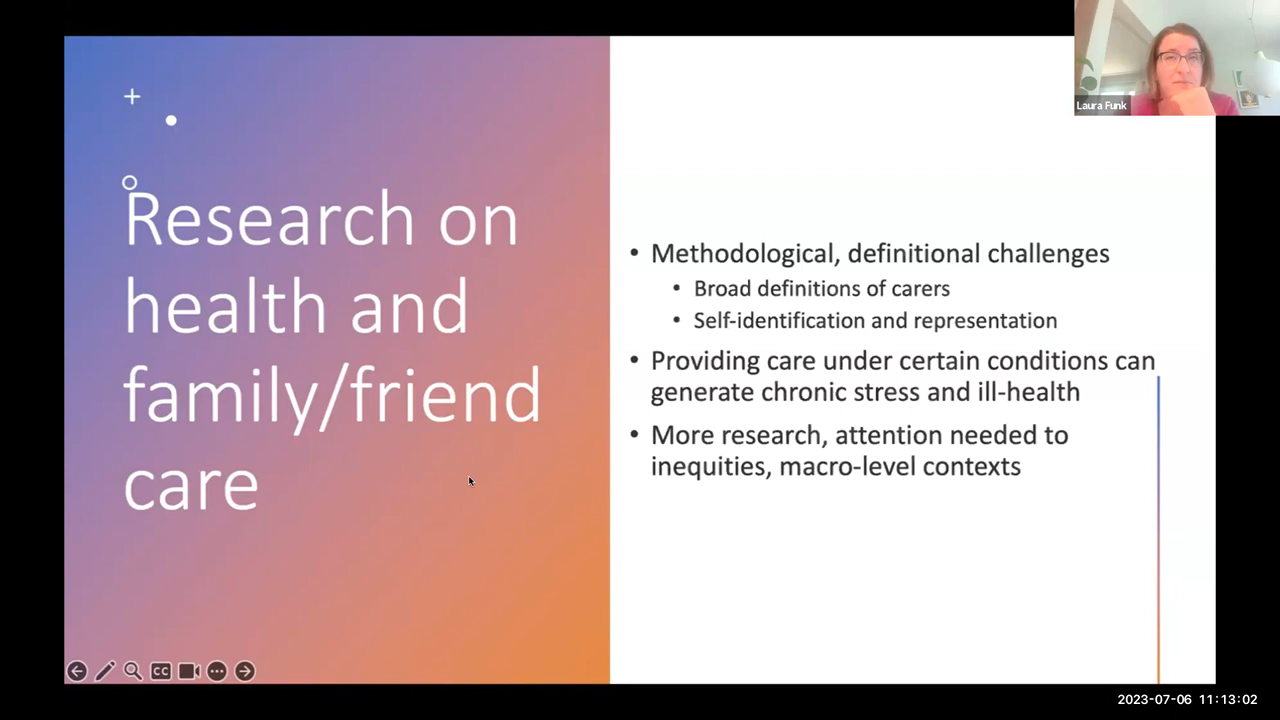 Laura Funk
Research on
health and
family/friend
care
• Methodological, definitional challenges
• Broad definitions of carers
• Self-identification and representation
• Providing care under certain conditions can
generate chronic stress and ill-health
• More research, attention needed to
inequities, macro-level contexts
CC
2023-07-06 11:13:02